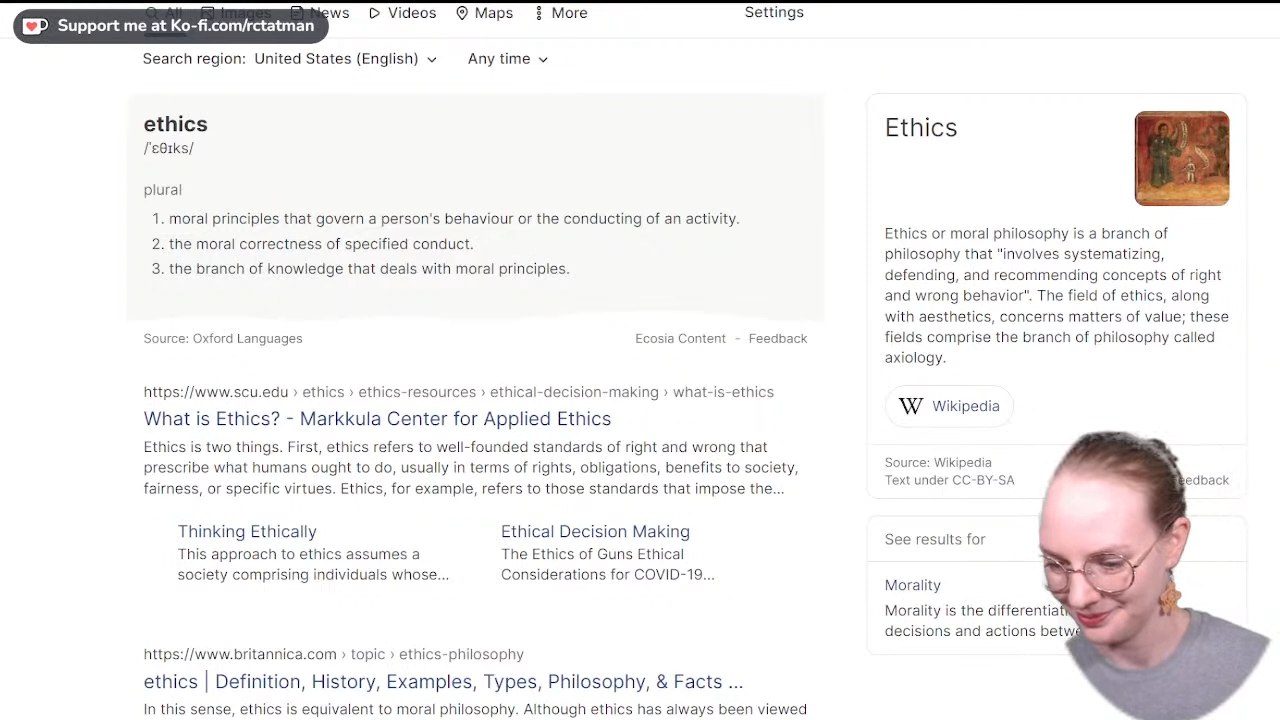 All Images News Videos Maps More Settings
Support me at Ko-fi.com/rctatman
Search region: United States (English) Any time
ethics
/ˈɛθɪks/
plural
1. moral principles that govern a person's behaviour or the conducting of an activity.
2. the moral correctness of specified conduct.
3. the branch of knowledge that deals with moral principles.
Source: Oxford Languages
Ecosia Content - Feedback
https://www.scu.edu › ethics › ethics-resources › ethical-decision-making › what-is-ethics
What is Ethics? - Markkula Center for Applied Ethics
Ethics is two things. First, ethics refers to well-founded standards of right and wrong that
prescribe what humans ought to do, usually in terms of rights, obligations, benefits to society,
fairness, or specific virtues. Ethics, for example, refers to those standards that impose the...
Thinking Ethically
This approach to ethics assumes a
society comprising individuals whose...
Ethical Decision Making
The Ethics of Guns Ethical
Considerations for COVID-19...
https://www.britannica.com › topic › ethics-philosophy
ethics | Definition, History, Examples, Types, Philosophy, & Facts ...
In this sense, ethics is equivalent to moral philosophy. Although ethics has always been viewed
Ethics
Ethics or moral philosophy is a branch of
philosophy that "involves systematizing,
defending, and recommending concepts of right
and wrong behavior". The field of ethics, along
with aesthetics, concerns matters of value; these
fields comprise the branch of philosophy called
axiology.
W Wikipedia
Source: Wikipedia
Text under CC-BY-SA
eedback
See results for
Morality
Morality is the differentiat
decisions and actions betwe